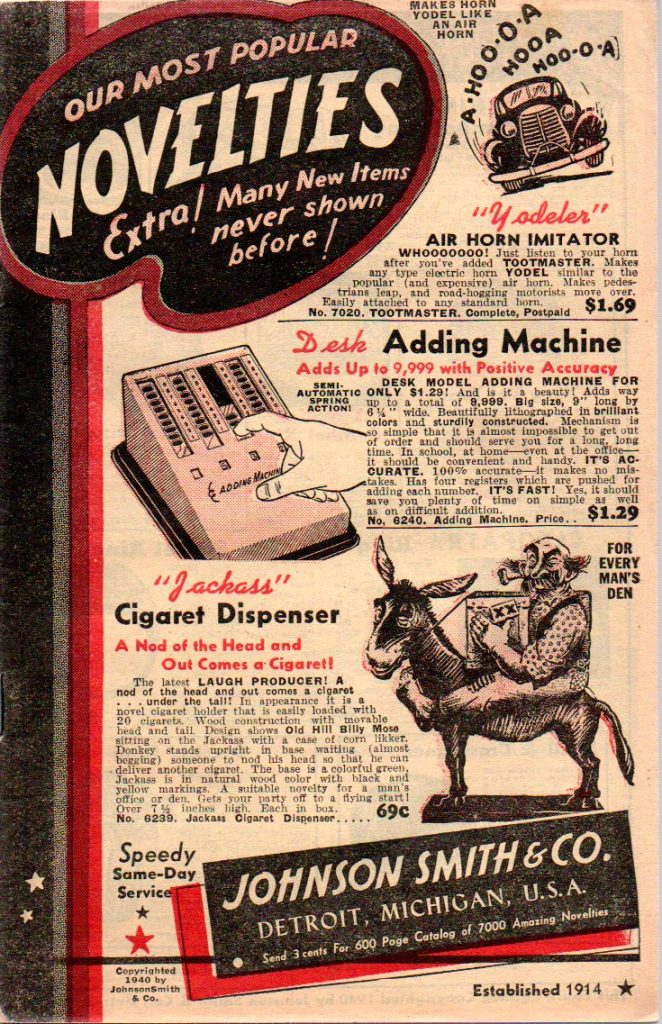 OUR MOST POPULAR
NOVELTIES
Extra! Many New Items
never shown
before!
MAKES HORN
YODEL LIKE
AN AIR
HORN
A-HOO-O-A
HOOA
HOO-O-A
"Yodeler"
AIR HORN IMITATOR
WHOOOOOOO! Just listen to your horn
after you've added TOOTMASTER. Makes
any type electric horn YODEL similar to the
popular (and expensive) air horn. Makes pedes-
trians leap, and road-hogging motorists move over.
Easily attached to any standard horn.
No. 7020. TOOTMASTER. Complete, Postpaid $1.69
Desk Adding Machine
Adds Up to 9,999 with Positive Accuracy
SEMI-
AUTOMATIC
SPRING
ACTION!
DESK MODEL ADDING MACHINE FOR
ONLY $1.29! And is it a beauty! Adds way
up to a total of 9,999. Big size, 9" long by
6¼" wide. Beautifully lithographed in brilliant
colors and sturdily constructed. Mechanism is
so simple that it is almost impossible to get out
of order and should serve you for a long, long
time. In school, at home—even at the office—
it should be convenient and handy. IT'S AC-
CURATE. 100% accurate—it makes no mis-
takes. Has four registers which are pushed for
adding each number. IT'S FAST! Yes, it should
save you plenty of time on simple as well
as on difficult addition.
No. 6240. Adding Machine. Price.. $1.29
ADDING MACHINE
"Jackass"
Cigaret Dispenser
A Nod of the Head and
Out Comes a Cigaret!
The latest LAUGH PRODUCER! A
nod of the head and out comes a cigaret
. . . under the tail! In appearance it is a
novel cigaret holder that is easily loaded with
20 cigarets. Wood construction with movable
head and tail. Design shows Old Hill Billy Mose
sitting on the Jackass with a case of corn likker.
Donkey stands upright in base waiting (almost
begging) someone to nod his head so that he can
deliver another cigaret. The base is a colorful green.
Jackass is in natural wood color with black and
yellow markings. A suitable novelty for a man's
office or den. Gets your party off to a flying start!
Over 7½ inches high. Each in box.
No. 6239. Jackass Cigaret Dispenser..... 69c
FOR
EVERY
MAN'S
DEN
XX
Speedy
Same-Day
Service
JOHNSON SMITH & CO.
DETROIT, MICHIGAN, U.S.A.
Send 3 cents For 600 Page Catalog of 7000 Amazing Novelties
Copyrighted
1940 by
JohnsonSmith
& Co.
Established 1914